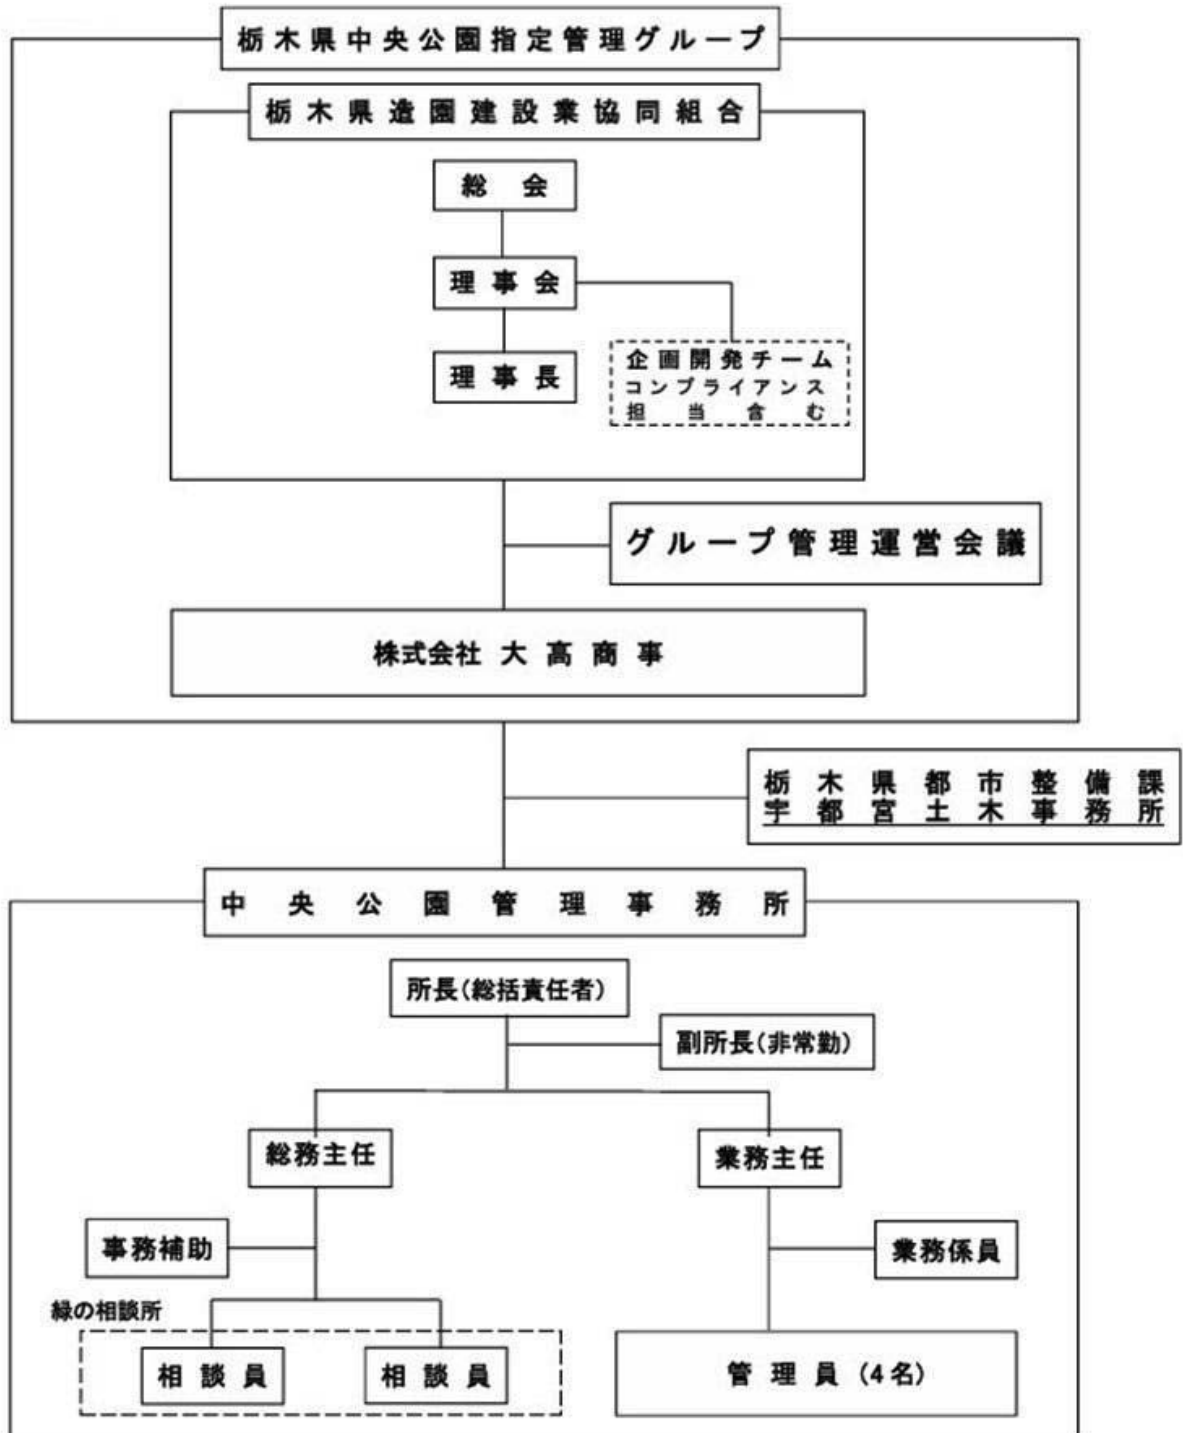 栃木県中央公園指定管理グループ
栃木県造園建設業協同組合
総会
理事会
理事長
企画開発チーム
コンプライアンス
担当含む
グループ管理運営会議
株式会社 大髙商事
栃木県都市整備課
宇都宮土木事務所
中央公園管理事務所
所長(総括責任者)
副所長(非常勤)
総務主任
業務主任
事務補助
業務係員
緑の相談所
相談員
相談員
管理員(4名)